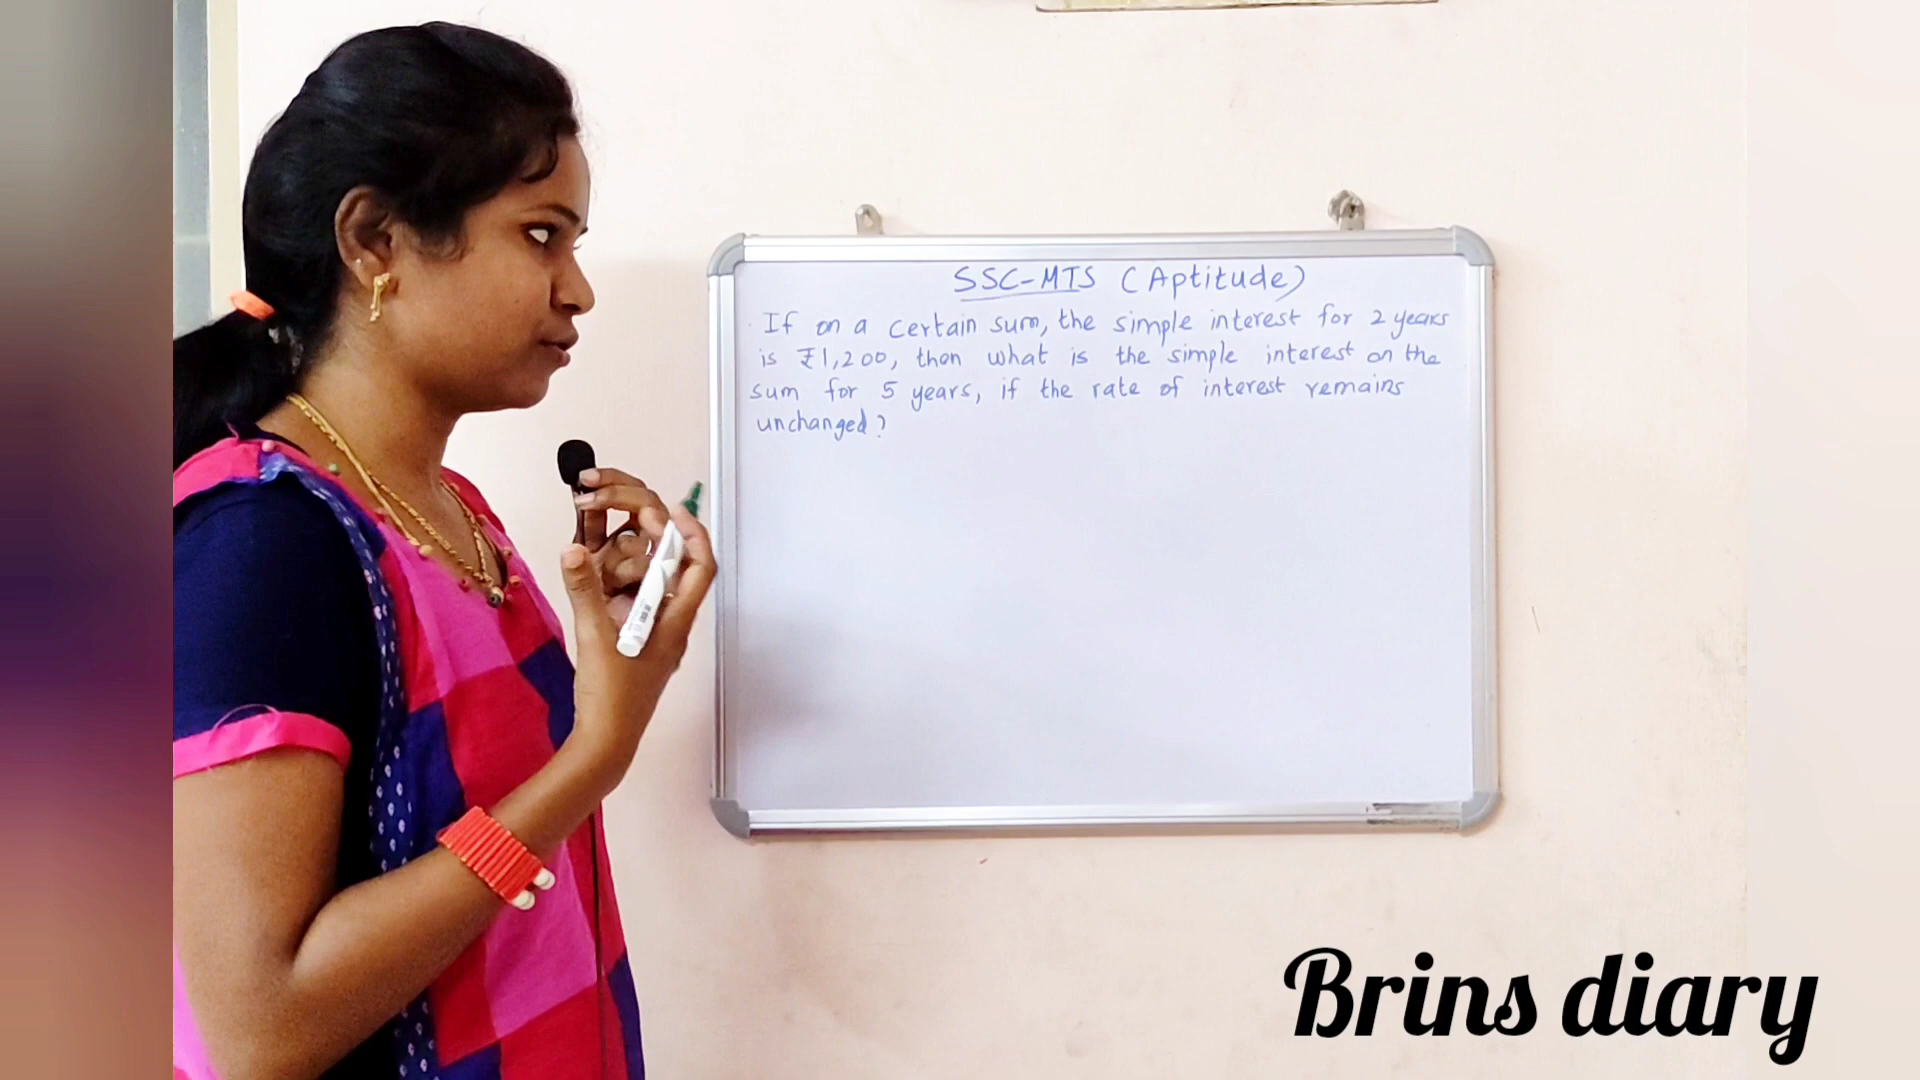 SSC-MTS (Aptitude)
If on a certain sum, the simple interest for 2 years
is ₹1,200, then what is the simple interest on the
sum for 5 years, if the rate of interest remains
unchanged?
Brins diary